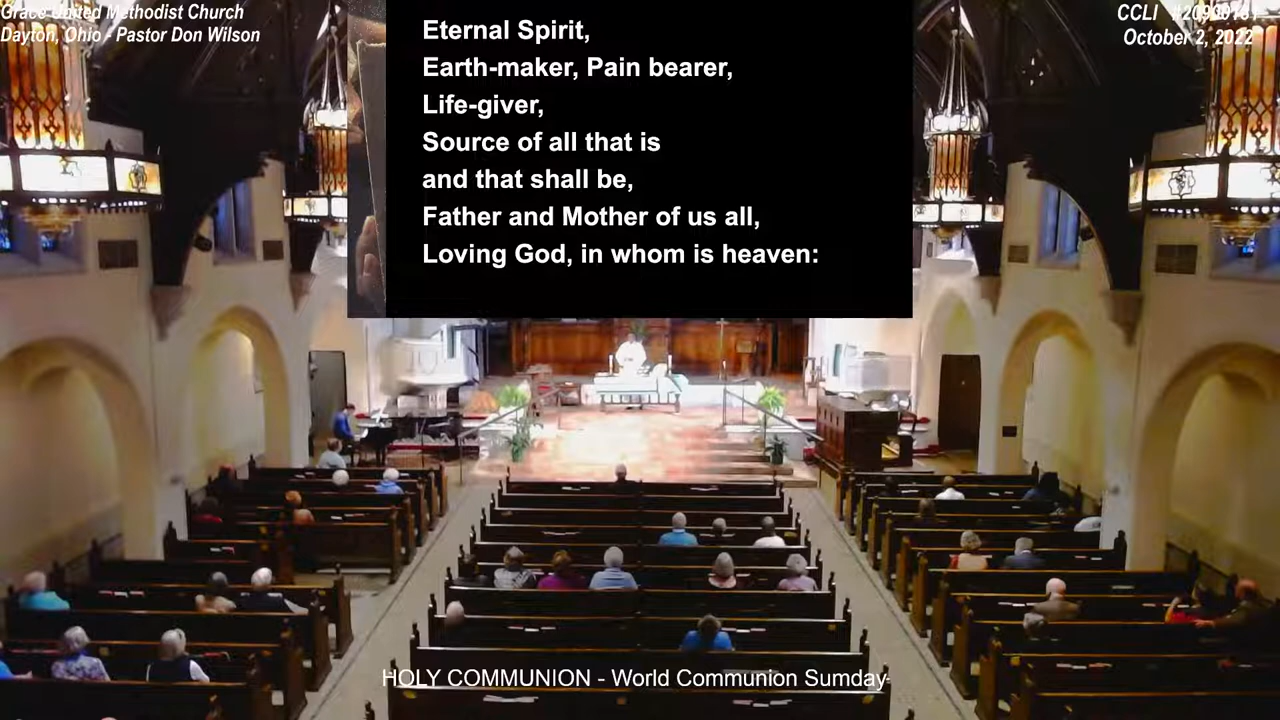 Grace United Methodist Church
Dayton, Ohio - Pastor Don Wilson
CCLI
October 2, 2022
Eternal Spirit,
Earth-maker, Pain bearer,
Life-giver,
Source of all that is
and that shall be,
Father and Mother of us all,
Loving God, in whom is heaven:
HOLY COMMUNION - World Communion Sumday